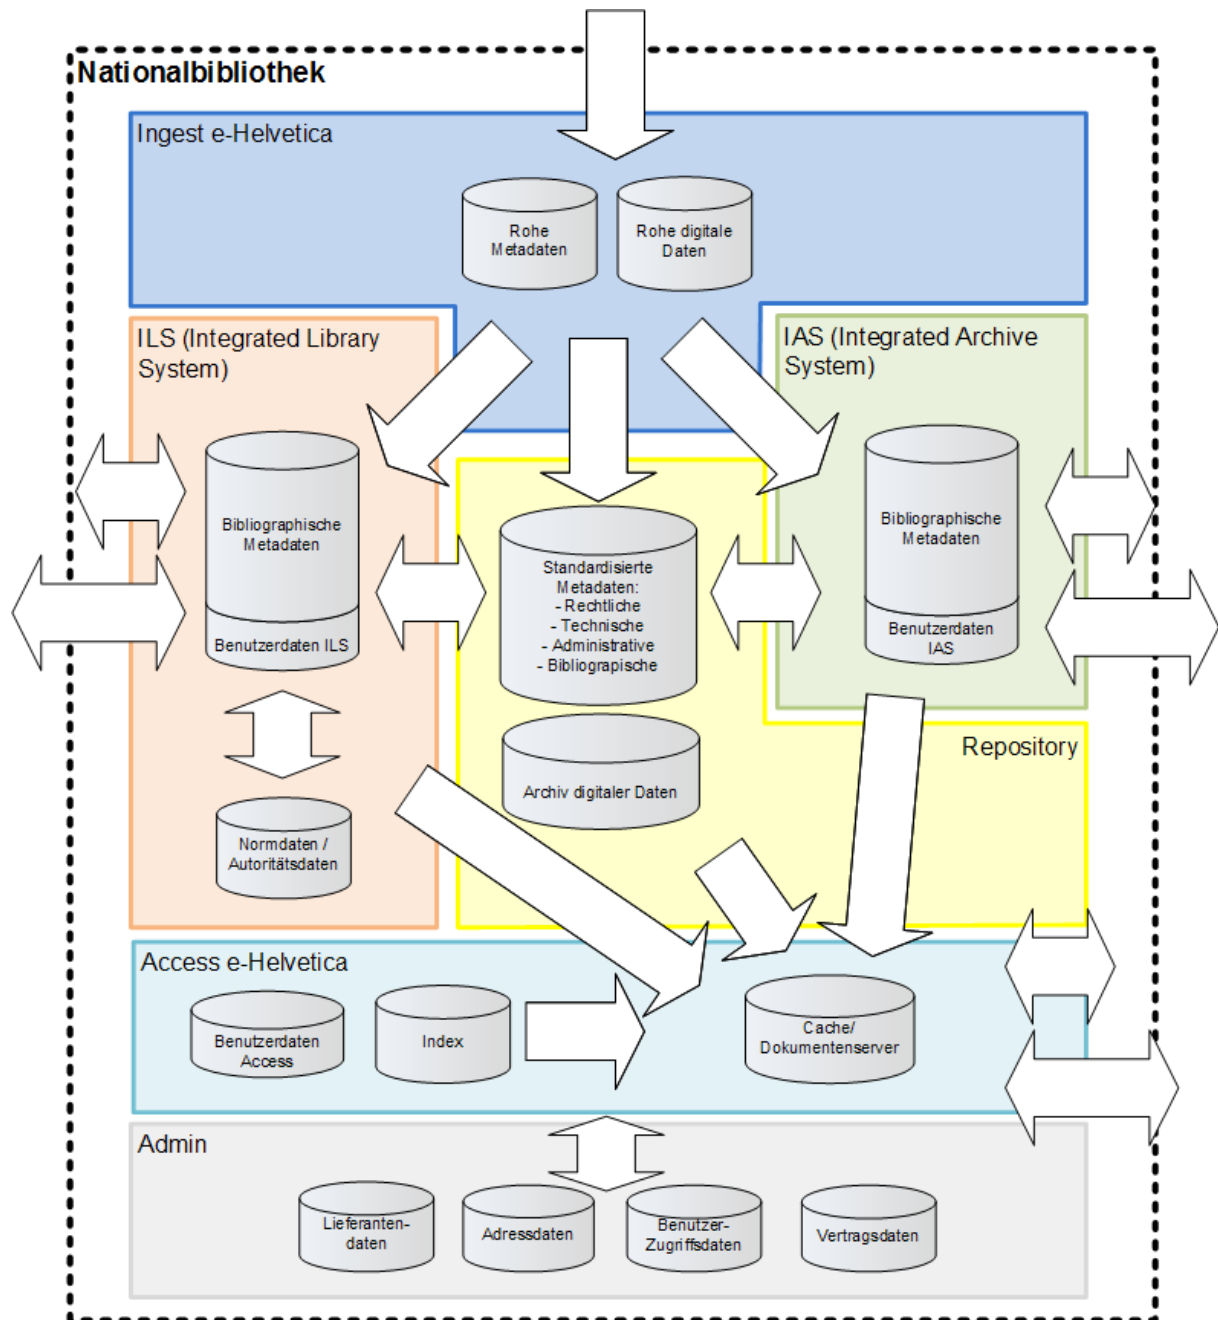 Nationalbibliothek
Ingest e-Helvetica
Rohe
Metadaten
Rohe digitale
Daten
ILS (Integrated Library
System)
IAS (Integrated Archive
System)
Bibliographische
Metadaten
Benutzerdaten ILS
Standardisierte
Metadaten:
- Rechtliche
- Technische
- Administrative
- Bibliograpische
Bibliographische
Metadaten
Benutzerdaten
IAS
Repository
Archiv digitaler Daten
Normdaten /
Autoritätsdaten
Access e-Helvetica
Benutzerdaten
Access
Index
Cache/
Dokumentenserver
Admin
Lieferanten-
daten
Adressdaten
Benutzer-
Zugriffsdaten
Vertragsdaten